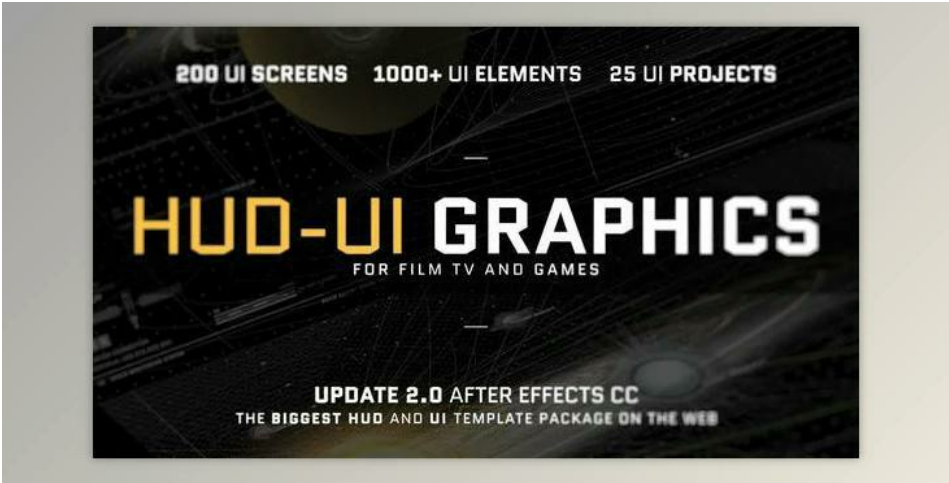 200 UI SCREENS 1000+ UI ELEMENTS 25 UI PROJECTS
HUD-UI GRAPHICS
FOR FILM TV AND GAMES
UPDATE 2.0 AFTER EFFECTS CC
THE BIGGEST HUD AND UI TEMPLATE PACKAGE ON THE WEB